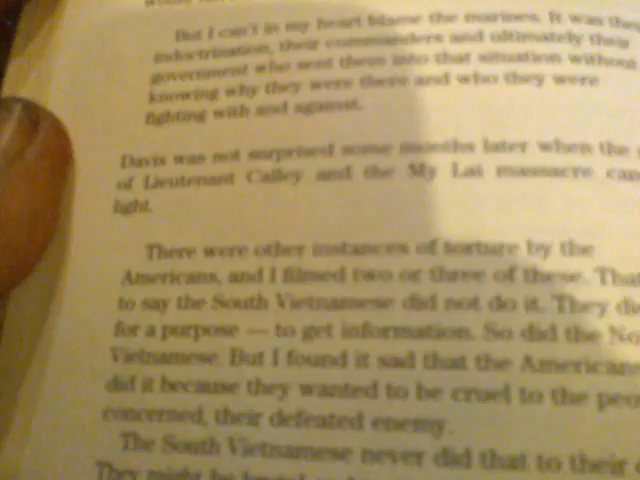 But I can't in my heart blame the marines. It was
indoctrination, their commanders and ultimately their
government who sent them into that situation without
knowing why they were there and who they were
fighting with and against.
Davis was not surprised some months later when the
of Lieutenant Calley and the My Lai massacre
light.
There were other instances of torture by the
Americans, and I filmed two or three of these.
to say the South Vietnamese did not do it. They
for a purpose — to get information. So did the
Vietnamese. But I found it sad that the Americans
did it because they wanted to be cruel to the
concerned, their defeated enemy.
The South Vietnamese never did that to their
They might be